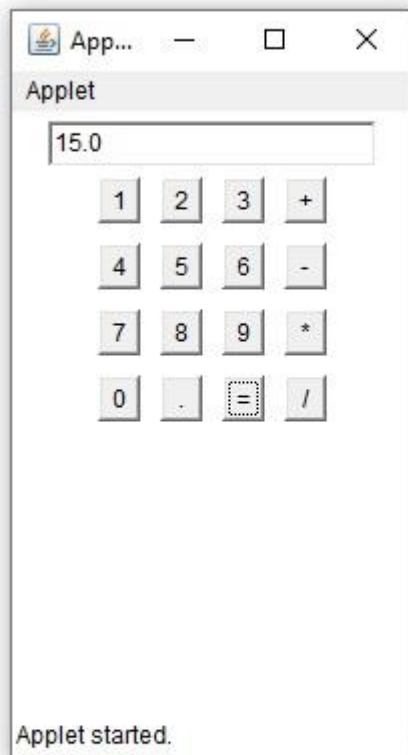 App...
Applet
15.0
1 2 3 +
4 5 6 -
7 8 9 *
0 . = /
Applet started.